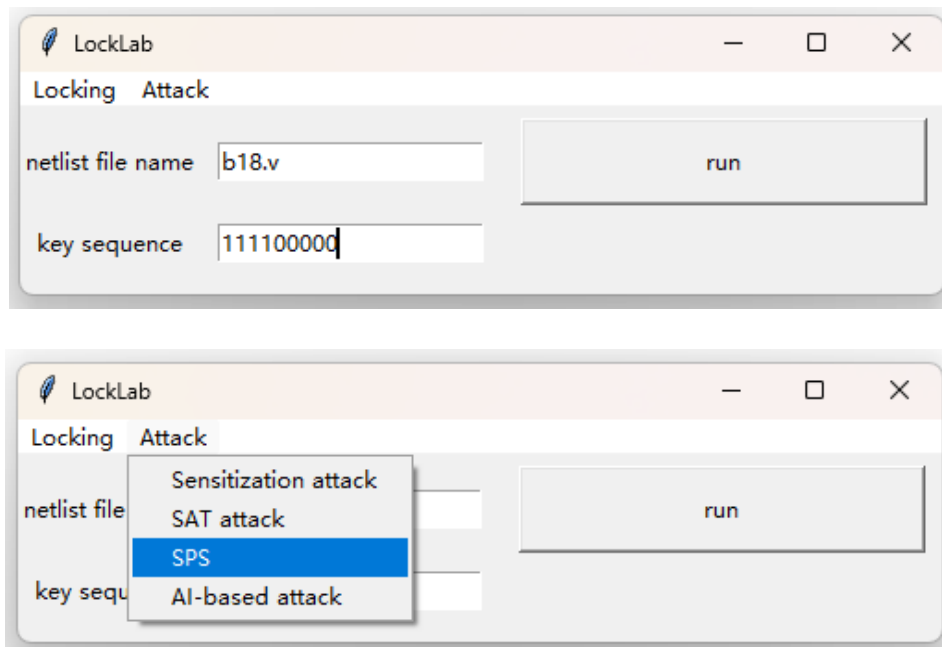 LockLab
Locking Attack
netlist file name b18.v run
key sequence 111100000
LockLab
Locking Attack
Sensitization attack
netlist file run
SAT attack
SPS
key sequ
AI-based attack